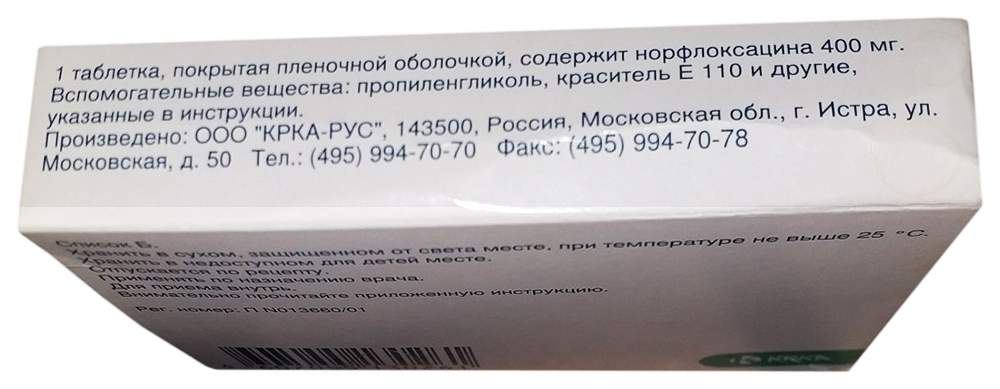 1 таблетка, покрытая пленочной оболочкой, содержит норфлоксацина 400 мг.
Вспомогательные вещества: пропиленгликоль, краситель Е 110 и другие,
указанные в инструкции.
Произведено: ООО "КРКА-РУС", 143500, Россия, Московская обл., г. Истра, ул.
Московская, д. 50 Тел.: (495) 994-70-70 Факс: (495) 994-70-78
Список Б.
Хранить в сухом, защищенном от света месте, при температуре не выше 25 °С.
Хранить в недоступном для детей месте.
Отпускается по рецепту.
Применять по назначению врача.
Для приема внутрь.
Внимательно прочитайте приложенную инструкцию.
Рег. номер: П N013660/01
KRKA